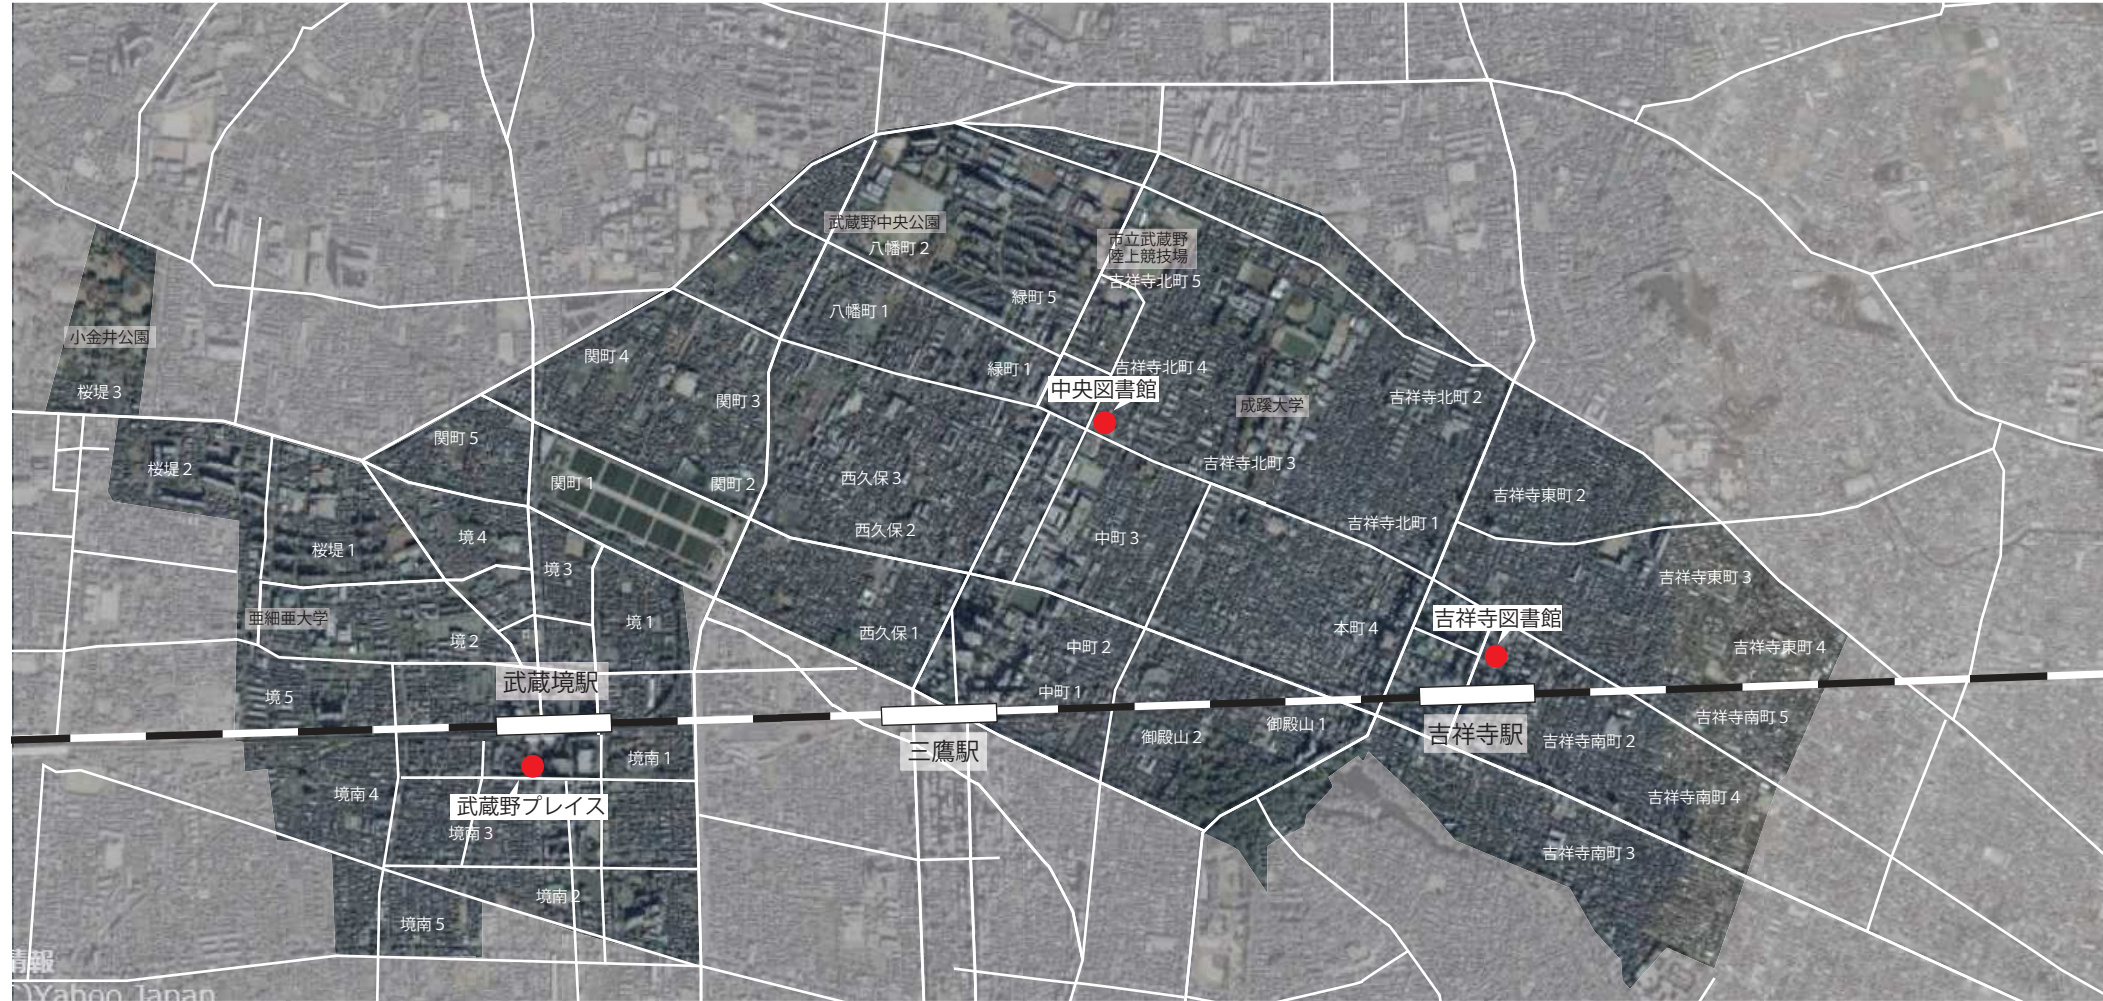 武蔵野中央公園
八幡町 2
市立武蔵野
陸上競技場
吉祥寺北町 5
緑町 5
八幡町 1
小金井公園
関町 4
緑町 1
吉祥寺北町 4
中央図書館
桜堤 3
関町 3
成蹊大学
吉祥寺北町 2
関町 5
桜堤 2
関町 1
関町 2
西久保 3
吉祥寺北町 3
吉祥寺東町 2
西久保 2
吉祥寺北町 1
境 4
中町 3
桜堤 1
境 3
吉祥寺東町 3
亜細亜大学
境 1
西久保 1
本町 4
吉祥寺図書館
境 2
中町 2
吉祥寺東町 4
武蔵境駅
境 5
中町 1
吉祥寺南町 5
御殿山 1
御殿山 2
吉祥寺駅
吉祥寺南町 2
三鷹駅
境南 1
境南 4
武蔵野プレイス
吉祥寺南町 4
境南 3
吉祥寺南町 3
境南 2
境南 5
情報
)Yahoo Japan